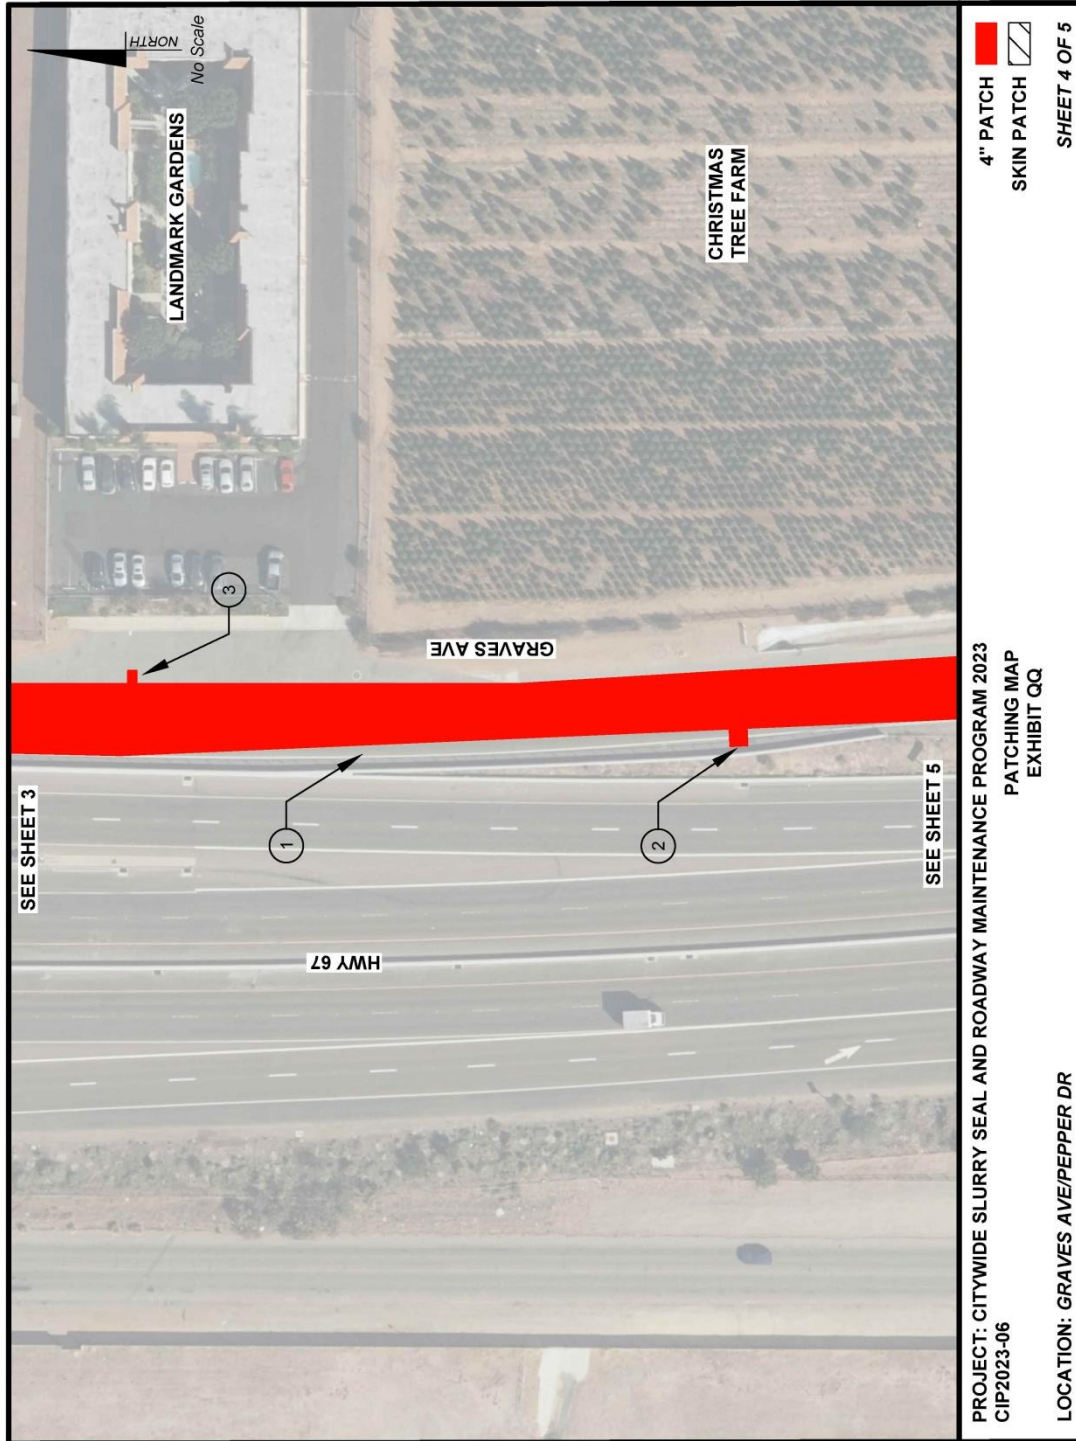 SEE SHEET 3
NORTH
No Scale
LANDMARK GARDENS
3
1
GRAVES AVE
HWY 67
CHRISTMAS
TREE FARM
2
SEE SHEET 5
PROJECT: CITYWIDE SLURRY SEAL AND ROADWAY MAINTENANCE PROGRAM 2023
CIP2023-06
PATCHING MAP
EXHIBIT QQ
LOCATION: GRAVES AVE/PEPPER DR
4" PATCH
SKIN PATCH
SHEET 4 OF 5